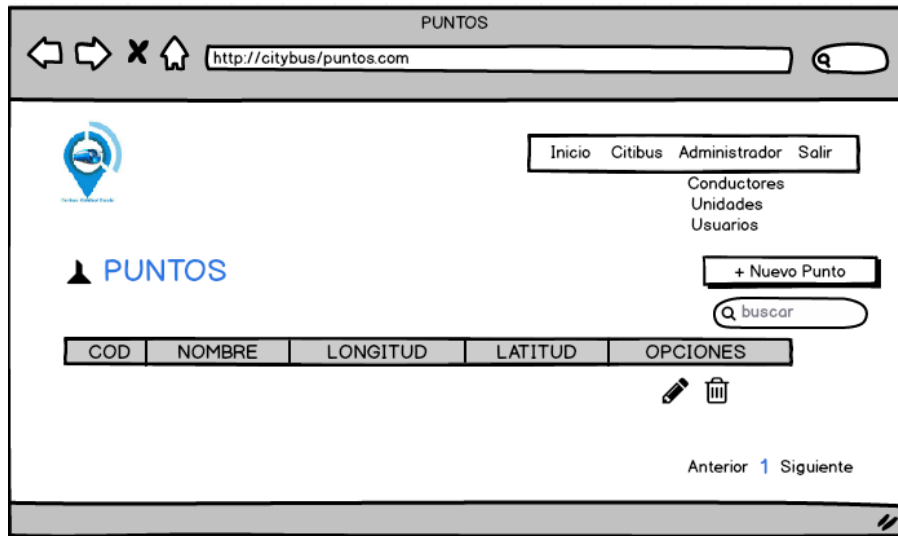 PUNTOS
http://citybus/puntos.com
Inicio Citibus Administrador Salir
Conductores
Unidades
Usuarios
PUNTOS
+ Nuevo Punto
buscar
COD NOMBRE LONGITUD LATITUD OPCIONES
Anterior 1 Siguiente